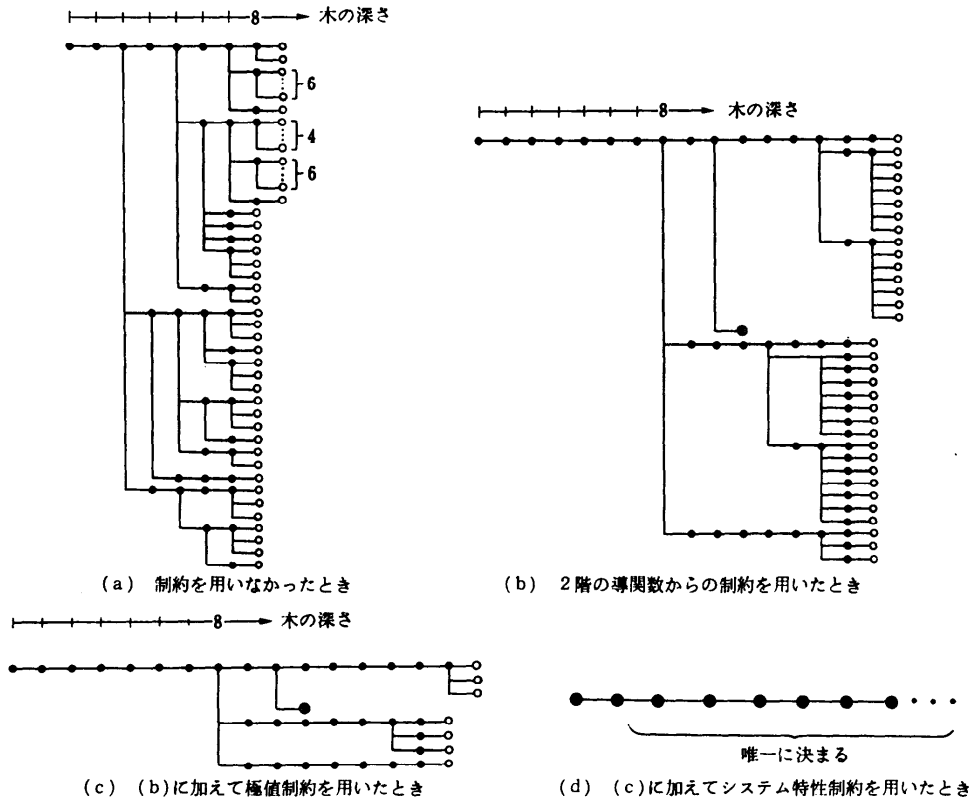 8 木の深さ
6
4
6
(a) 制約を用いなかったとき
8 木の深さ
(b) 2階の導関数からの制約を用いたとき
8 木の深さ
(c) (b)に加えて極値制約を用いたとき
唯一に決まる
(d) (c)に加えてシステム特性制約を用いたとき